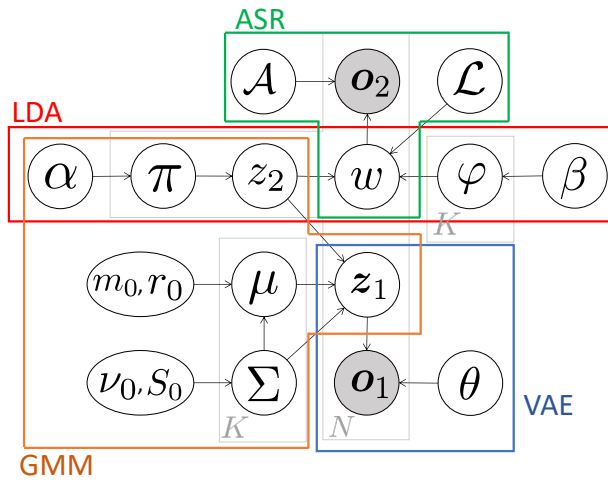 ASR
𝒜 o₂ ℒ
LDA
α π z₂ w φ β
K
m₀,r₀ μ z₁
ν₀,S₀ Σ o₁ θ
K N
VAE
GMM